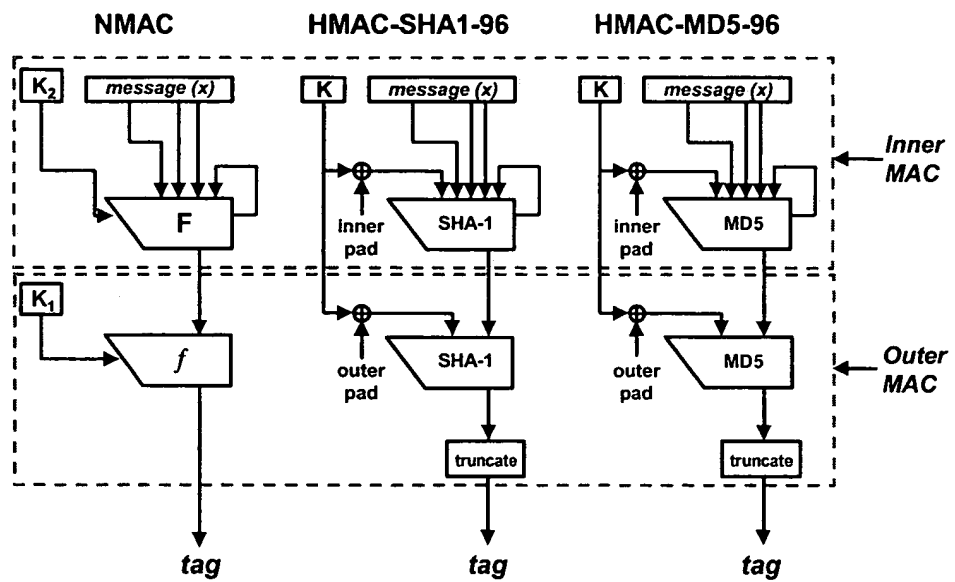 NMAC HMAC-SHA1-96 HMAC-MD5-96
K₂ message (x) K message (x) K message (x)
Inner
MAC
F SHA-1 MD5
inner
pad
inner
pad
K₁
f SHA-1 MD5
outer
pad
outer
pad
Outer
MAC
truncate truncate
tag tag tag